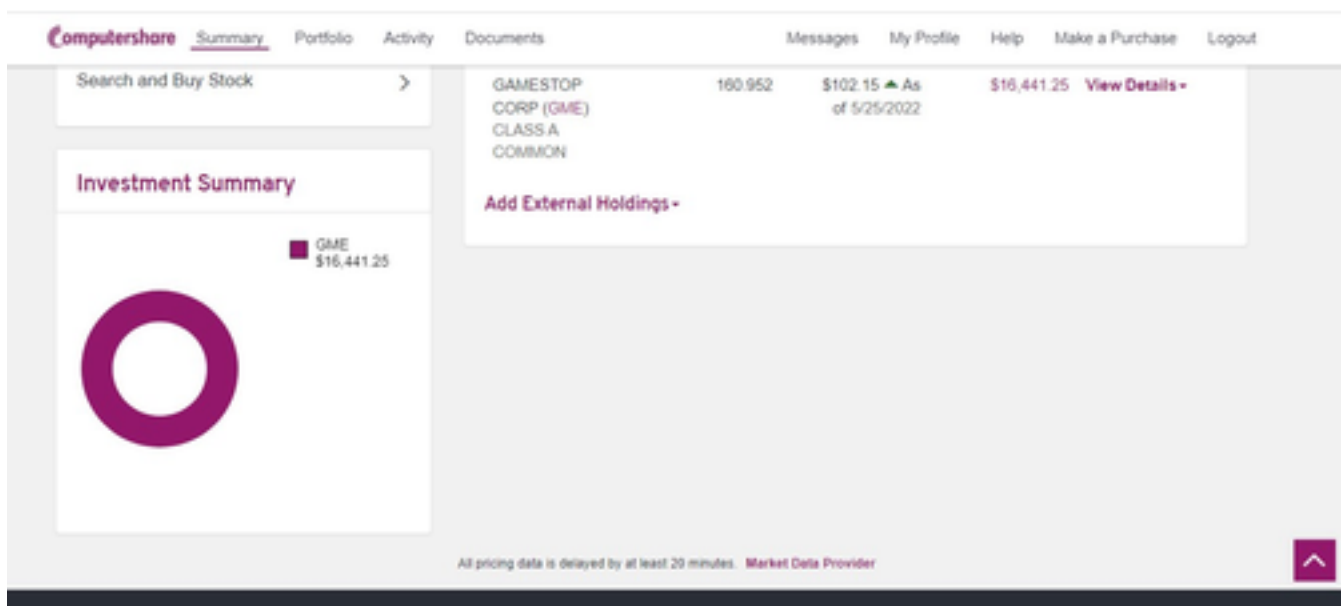 Computershare Summary Portfolio Activity Documents Messages My Profile Help Make a Purchase Logout
Search and Buy Stock
GAMESTOP 160.952 $102.15 ▲ As $16,441.25 View Details
CORP (GME) of 5/25/2022
CLASS A
COMMON
Add External Holdings
Investment Summary
GME
$16,441.25
All pricing data is delayed by at least 20 minutes. Market Data Provider